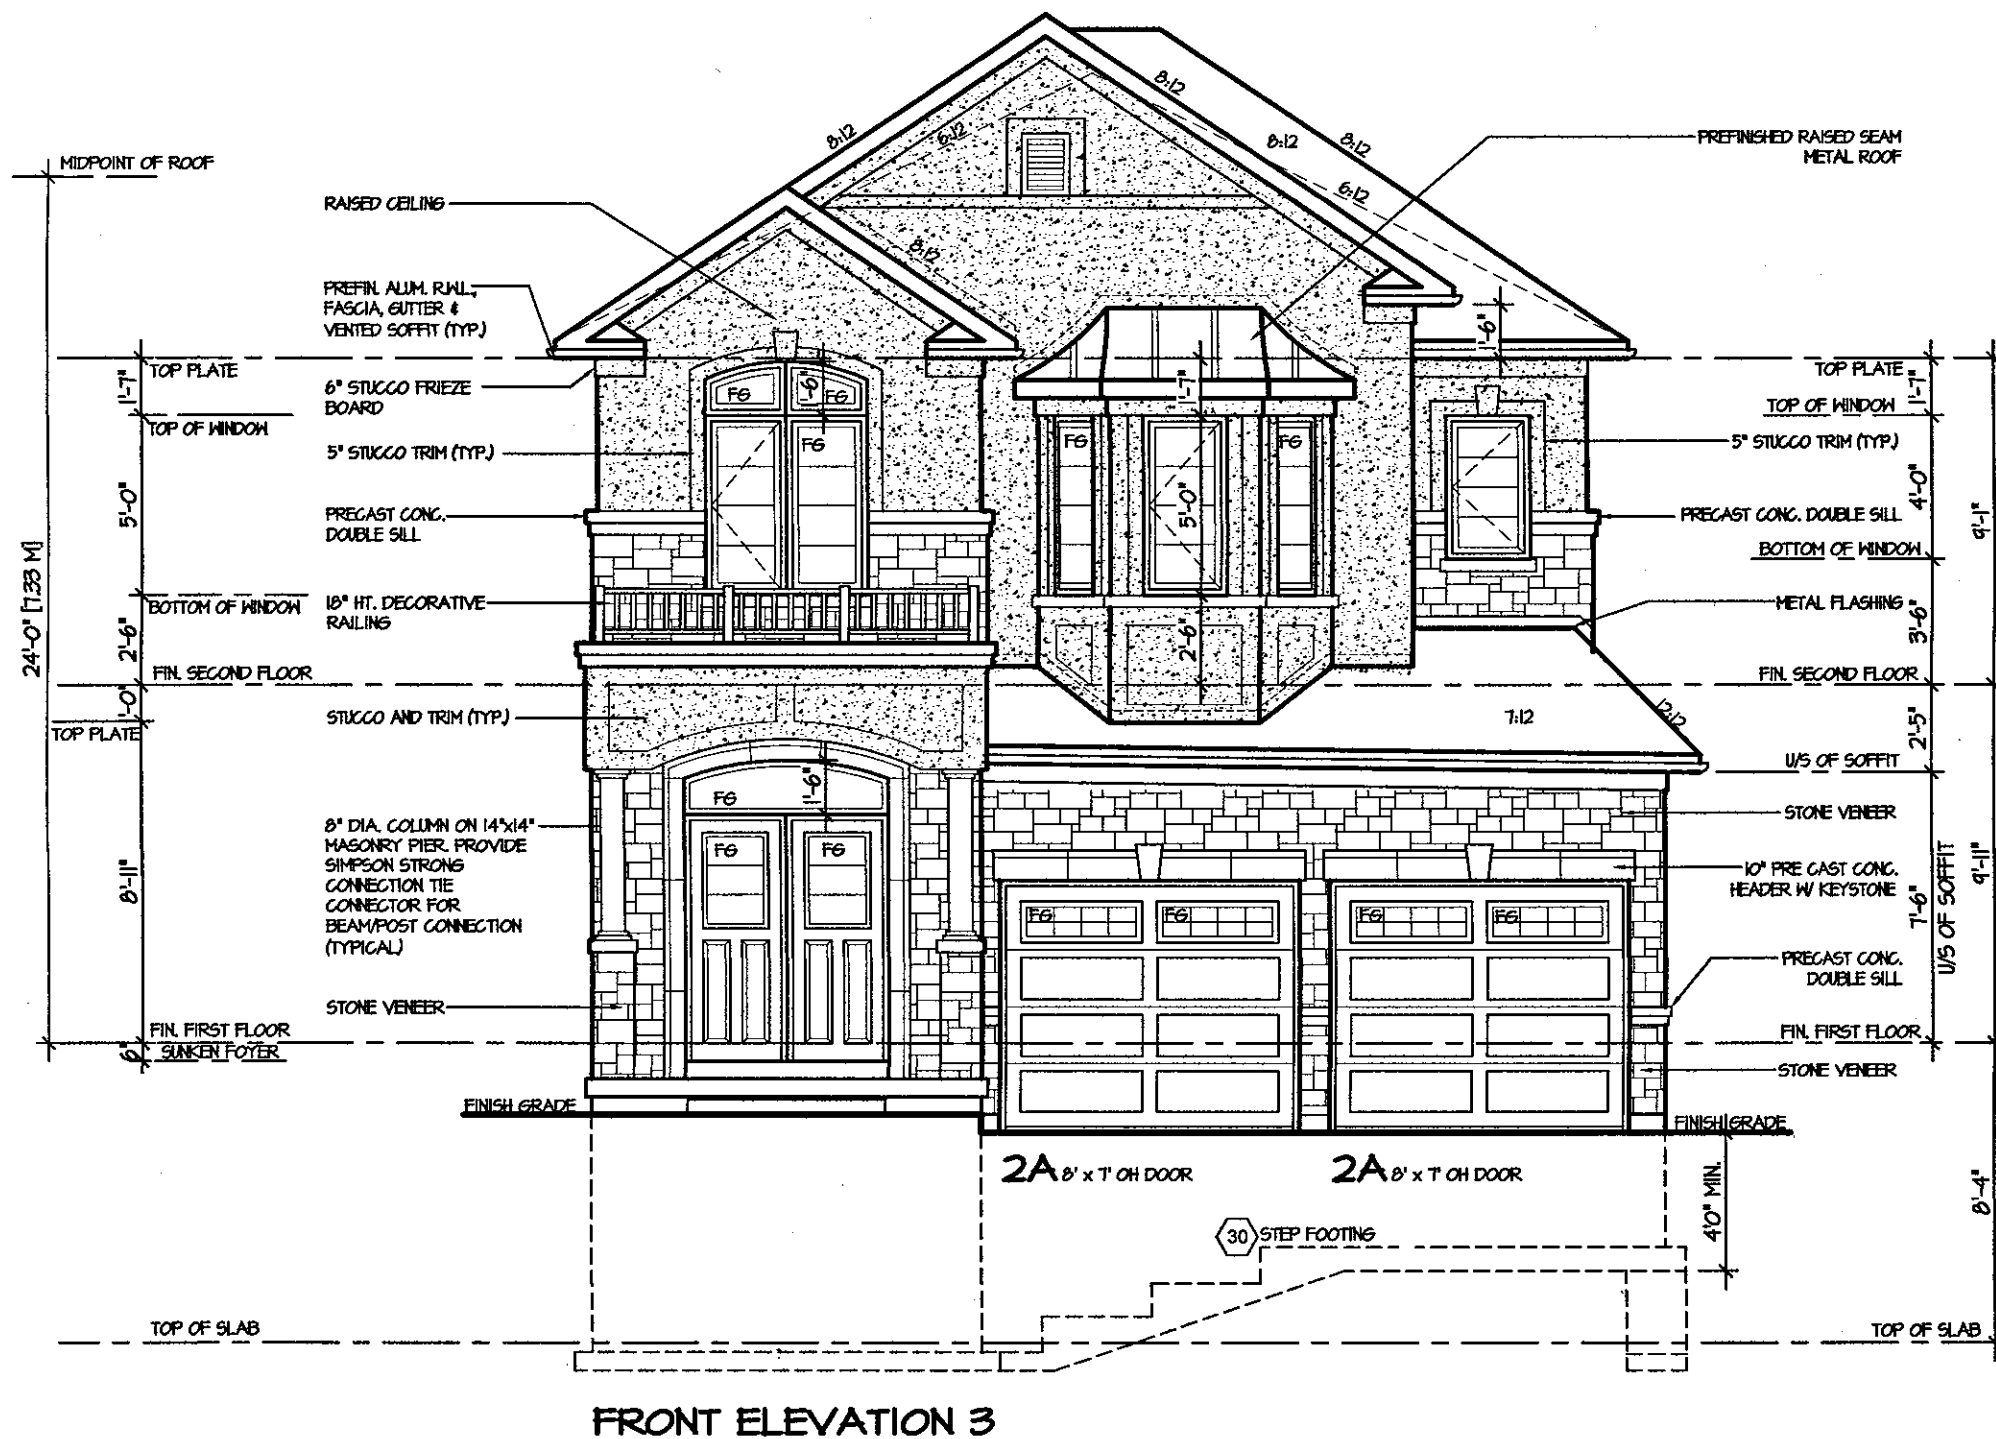 8:12
8:12
6:12
8:12
8:12
6:12
8:12
MIDPOINT OF ROOF
PREFINISHED RAISED SEAM
METAL ROOF
RAISED CEILING
PREFIN. ALUM. R.W.L.,
FASCIA, GUTTER &
VENTED SOFFIT (TYP.)
1'-6"
TOP PLATE
TOP PLATE
1'-7"
1'-7"
1'-7"
6" STUCCO FRIEZE
BOARD
FG
FG
1'-6"
TOP OF WINDOW
TOP OF WINDOW
FG
FG
FG
5" STUCCO TRIM (TYP.)
5" STUCCO TRIM (TYP.)
5'-0"
5'-0"
4'-0"
9'-1"
PRECAST CONC.
DOUBLE SILL
PRECAST CONC. DOUBLE SILL
BOTTOM OF WINDOW
24'-0" [7.33 M]
BOTTOM OF WINDOW
18" HT. DECORATIVE
RAILING
METAL FLASHING
2'-6"
2'-6"
3'-6"
FIN. SECOND FLOOR
FIN. SECOND FLOOR
1'-0"
STUCCO AND TRIM (TYP.)
7:12
12:12
2'-5"
TOP PLATE
U/S OF SOFFIT
1'-6"
FG
STONE VENEER
8" DIA. COLUMN ON 14"x14"
MASONRY PIER. PROVIDE
SIMPSON STRONG
CONNECTION TIE
CONNECTOR FOR
BEAM/POST CONNECTION
(TYPICAL)
FG
FG
10" PRE CAST CONC.
HEADER W/ KEYSTONE
8'-11"
7'-6"
U/S OF SOFFIT
9'-11"
FG
FG
FG
PRECAST CONC.
DOUBLE SILL
STONE VENEER
FIN. FIRST FLOOR
FIN. FIRST FLOOR
6"
SUNKEN FOYER
STONE VENEER
FINISH GRADE
FINISH GRADE
2A 8' x 7' OH DOOR
2A 8' x 7' OH DOOR
4'0" MIN.
8'-4"
30 STEP FOOTING
TOP OF SLAB
TOP OF SLAB
FRONT ELEVATION 3